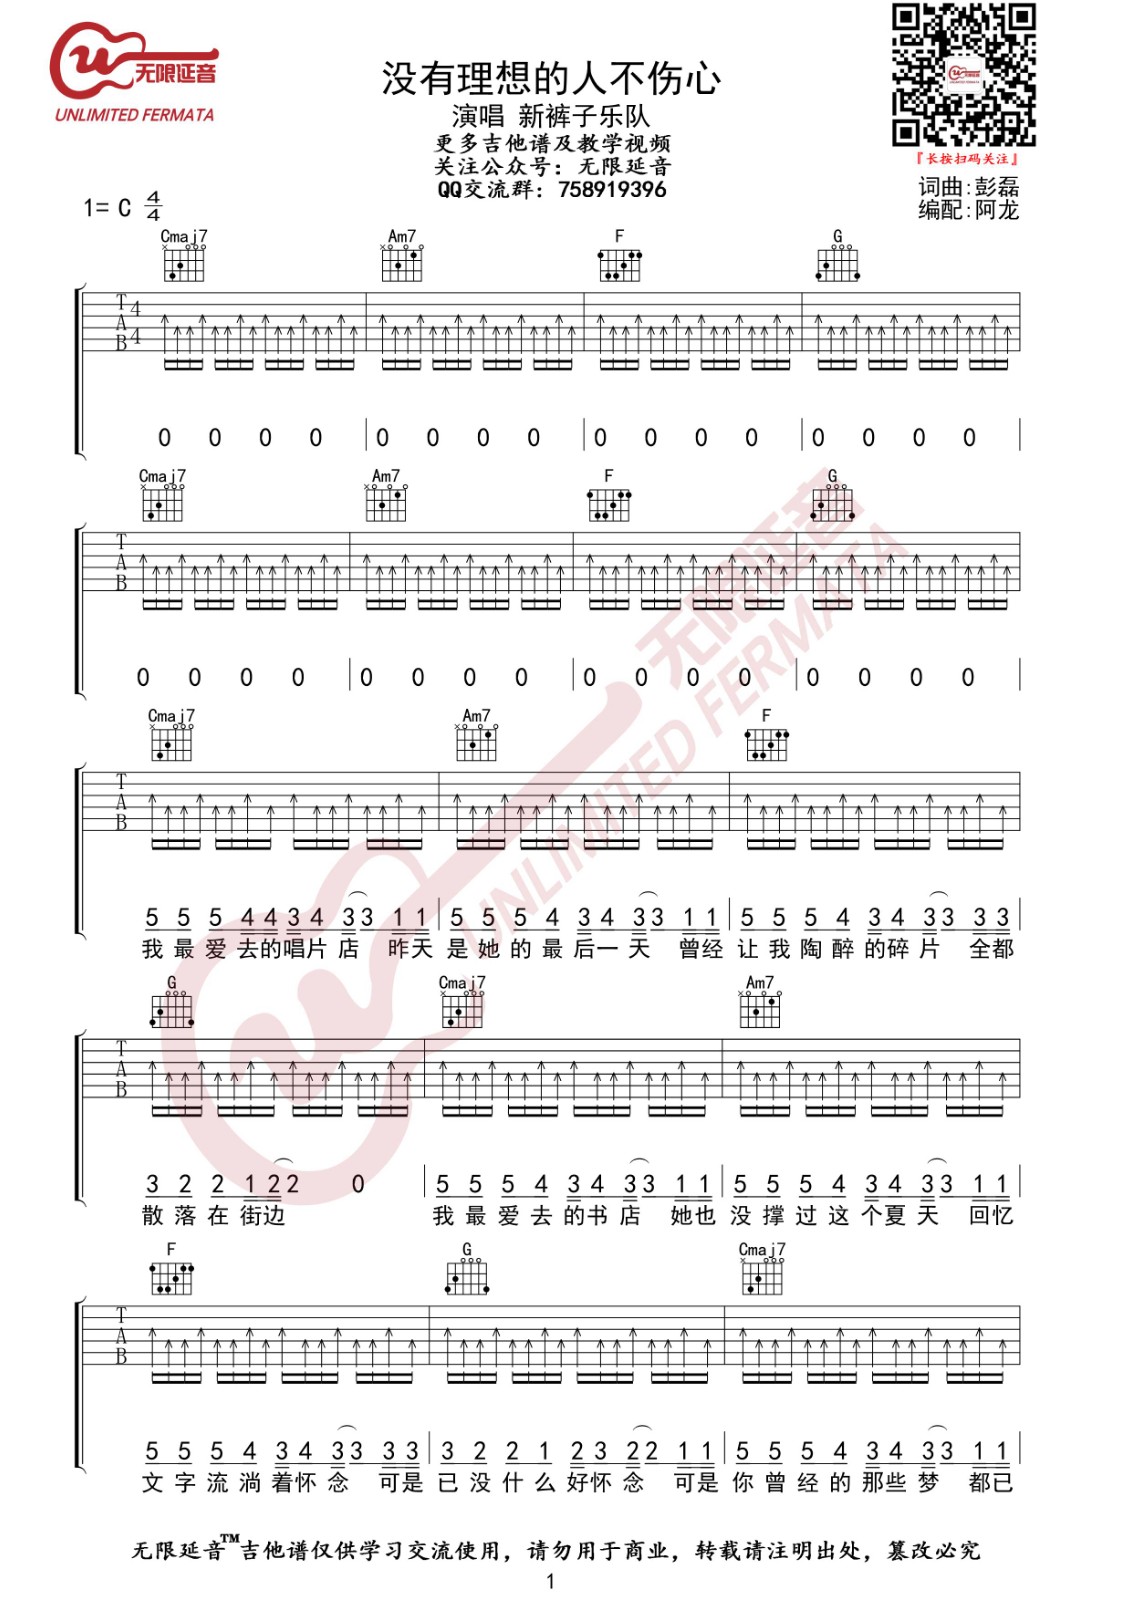 无限延音
UNLIMITED FERMATA
没有理想的人不伤心
演唱 新裤子乐队
更多吉他谱及教学视频
关注公众号：无限延音
QQ交流群：758919396
『长按扫码关注』
词曲:彭磊
编配:阿龙
1= C 4/4
Cmaj7 Am7 F G
T 4
A 4
B
0 0 0 0 0 0 0 0 0 0 0 0 0 0 0 0
Cmaj7 Am7 F G
T
A
B
0 0 0 0 0 0 0 0 0 0 0 0 0 0 0 0
Cmaj7 Am7 F
T
A
B
5 5 5 4 4 3 4 3 3 1 1 5 5 5 4 3 4 3 3 1 1 5 5 5 4 3 4 3 3 3 3
我最爱去的唱片店 昨天是她的最后一天 曾经让我陶醉的碎片 全都
G Cmaj7 Am7
T
A
B
3 2 2 1 2 2 0 5 5 5 4 3 4 3 3 1 1 5 5 5 4 3 4 3 3 1 1
散落在街边 我最爱去的书店 她也没撑过这个夏天 回忆
F G Cmaj7
T
A
B
5 5 5 4 3 4 3 3 3 3 3 2 2 1 2 3 2 2 1 1 5 5 5 4 3 4 3 3 1 1
文字流淌着怀念 可是已没什么好怀念 可是你曾经的那些梦 都已
无限延音™吉他谱仅供学习交流使用，请勿用于商业，转载请注明出处，篡改必究
1
无限延音
UNLIMITED FERMATA